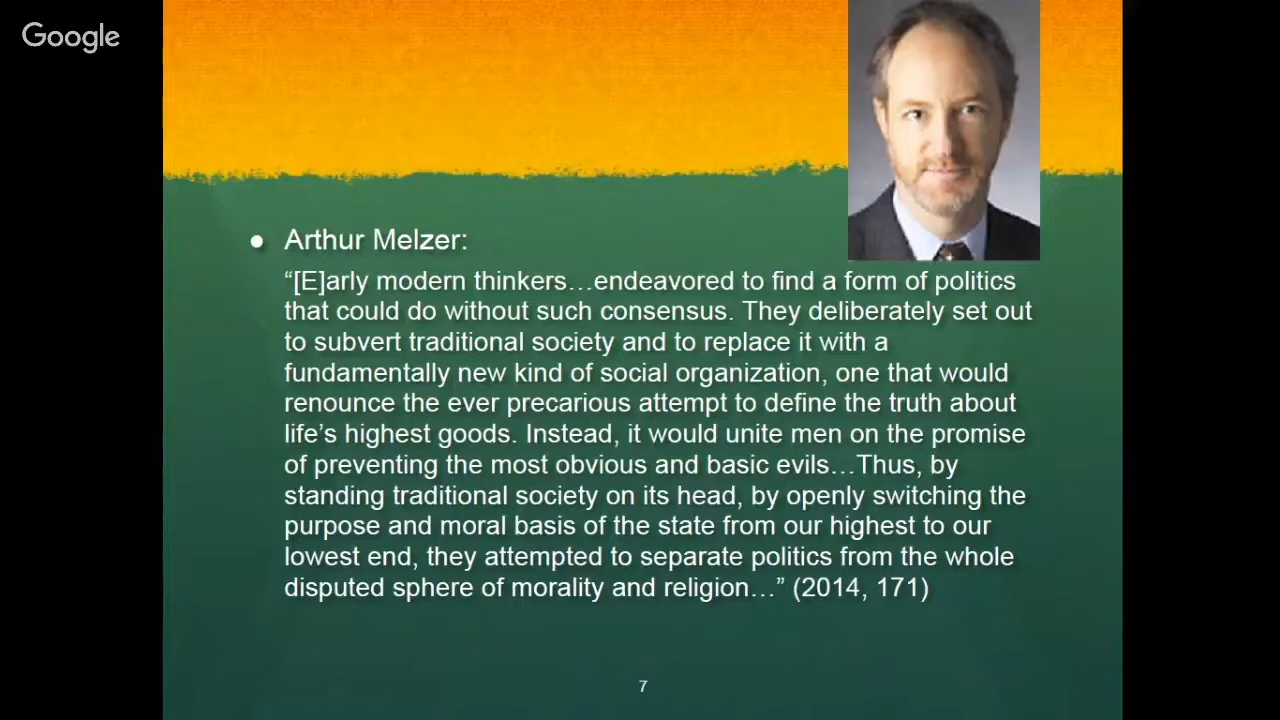 Google
● Arthur Melzer:
“[E]arly modern thinkers…endeavored to find a form of politics
that could do without such consensus. They deliberately set out
to subvert traditional society and to replace it with a
fundamentally new kind of social organization, one that would
renounce the ever precarious attempt to define the truth about
life’s highest goods. Instead, it would unite men on the promise
of preventing the most obvious and basic evils…Thus, by
standing traditional society on its head, by openly switching the
purpose and moral basis of the state from our highest to our
lowest end, they attempted to separate politics from the whole
disputed sphere of morality and religion…” (2014, 171)
7